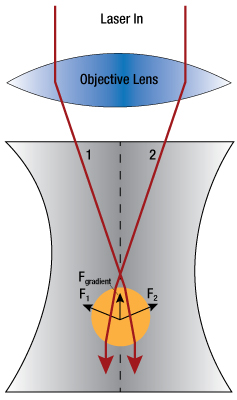 Laser In
Objective Lens
1 2
Fgradient
F1 F2